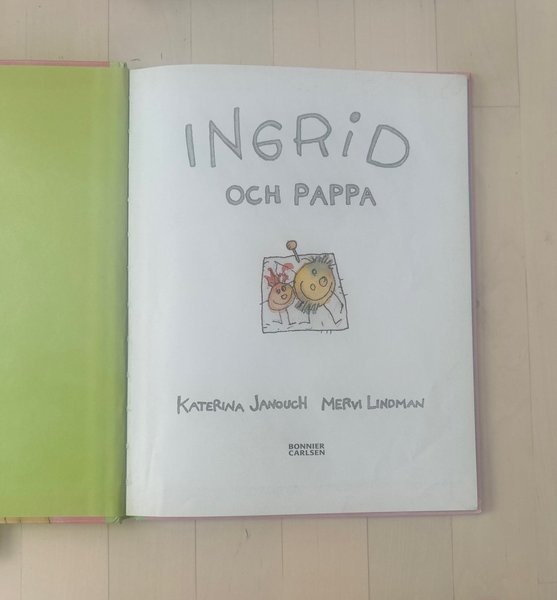 INGRiD
OCH PAPPA
KATERINA JANOUCH MERVI LINDMAN
BONNIER
CARLSEN